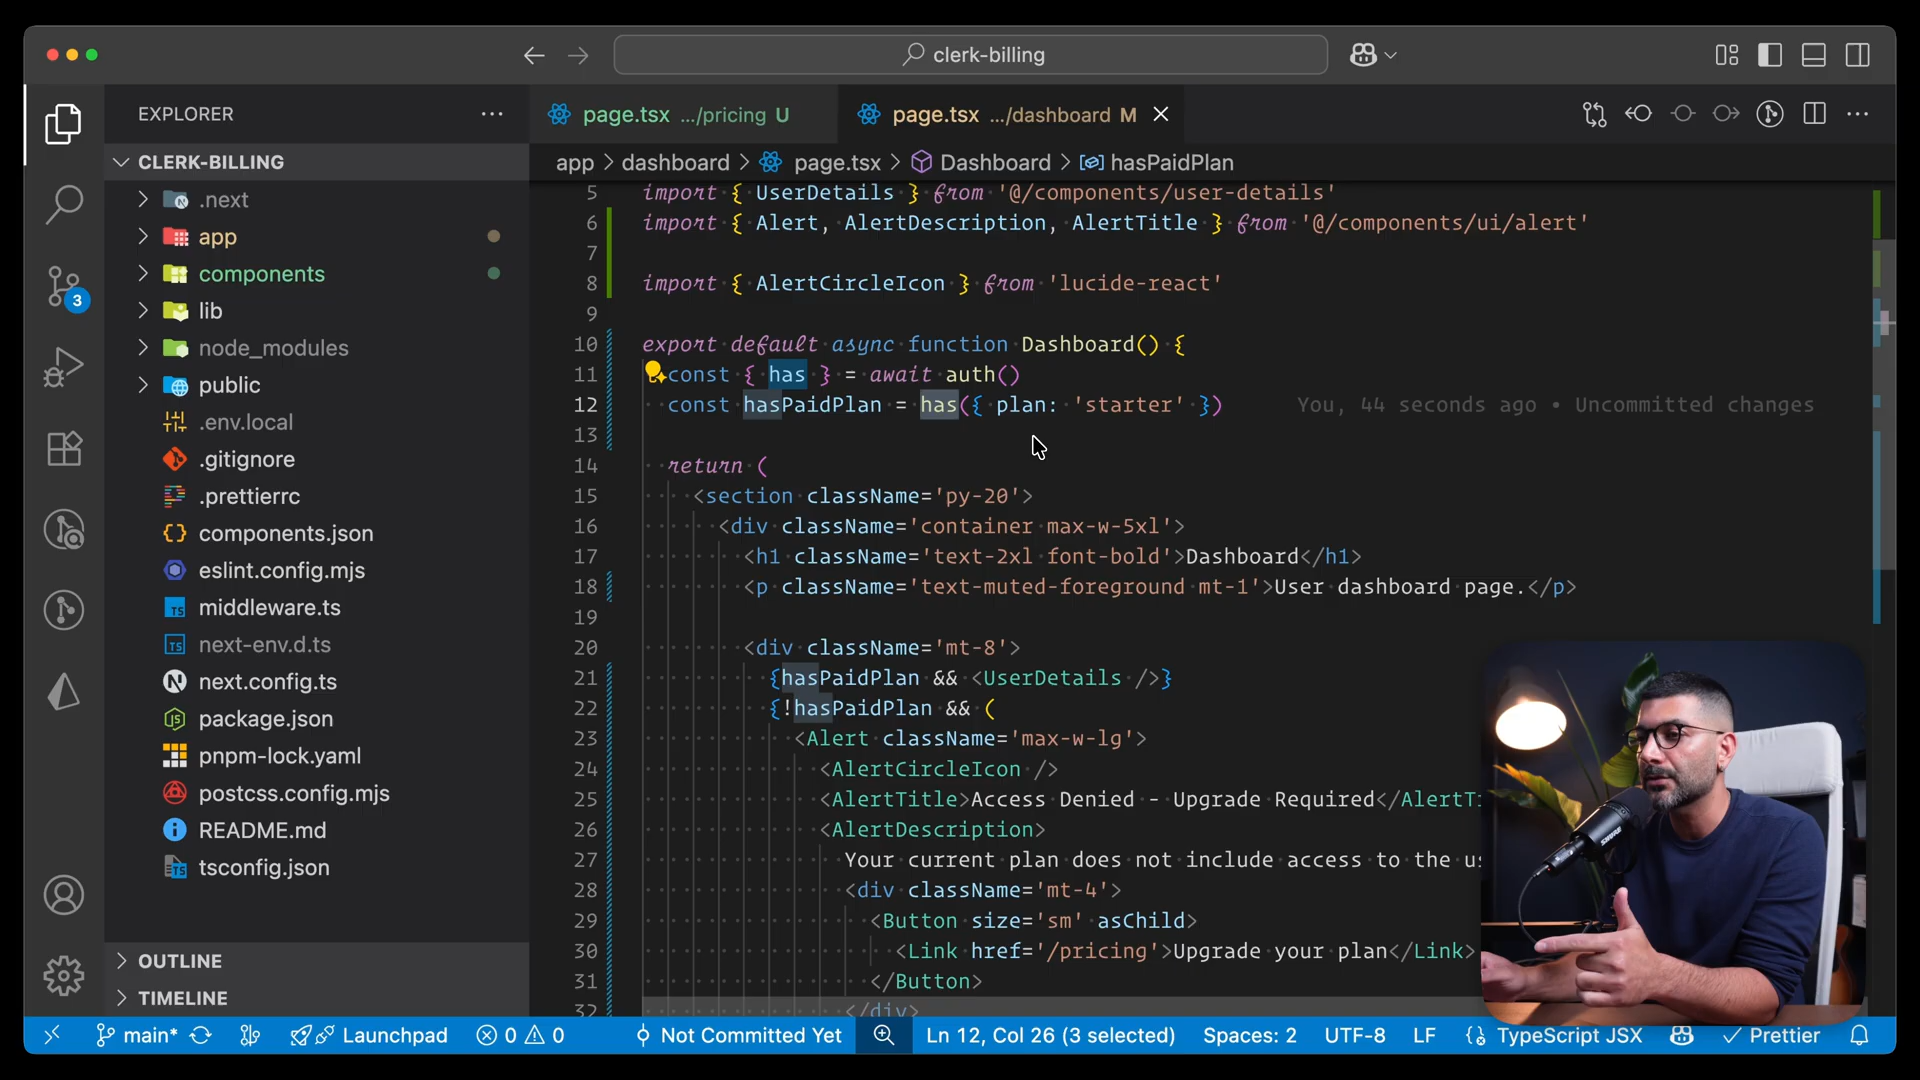 clerk-billing
EXPLORER
page.tsx .../pricing U
page.tsx .../dashboard M
CLERK-BILLING
app > dashboard > page.tsx > Dashboard > hasPaidPlan
.next
app
components
lib
node_modules
public
.env.local
.gitignore
.prettierrc
components.json
eslint.config.mjs
middleware.ts
next-env.d.ts
next.config.ts
package.json
pnpm-lock.yaml
postcss.config.mjs
README.md
tsconfig.json
OUTLINE
TIMELINE
3
5 import { UserDetails } from '@/components/user-details'
6 import { Alert, AlertDescription, AlertTitle } from '@/components/ui/alert'
7
8 import { AlertCircleIcon } from 'lucide-react'
9
10 export default async function Dashboard() {
11 const { has } = await auth()
12 const hasPaidPlan = has({ plan: 'starter' }) You, 44 seconds ago • Uncommitted changes
13
14 return (
15 <section className='py-20'>
16 <div className='container max-w-5xl'>
17 <h1 className='text-2xl font-bold'>Dashboard</h1>
18 <p className='text-muted-foreground mt-1'>User dashboard page.</p>
19
20 <div className='mt-8'>
21 {hasPaidPlan && <UserDetails />}
22 {!hasPaidPlan && (
23 <Alert className='max-w-lg'>
24 <AlertCircleIcon />
25 <AlertTitle>Access Denied - Upgrade Required</AlertTi
26 <AlertDescription>
27 Your current plan does not include access to the us
28 <div className='mt-4'>
29 <Button size='sm' asChild>
30 <Link href='/pricing'>Upgrade your plan</Link>
31 </Button>
32 </div>
main* Launchpad 0 0 Not Committed Yet Ln 12, Col 26 (3 selected) Spaces: 2 UTF-8 LF TypeScript JSX Prettier
SHURE